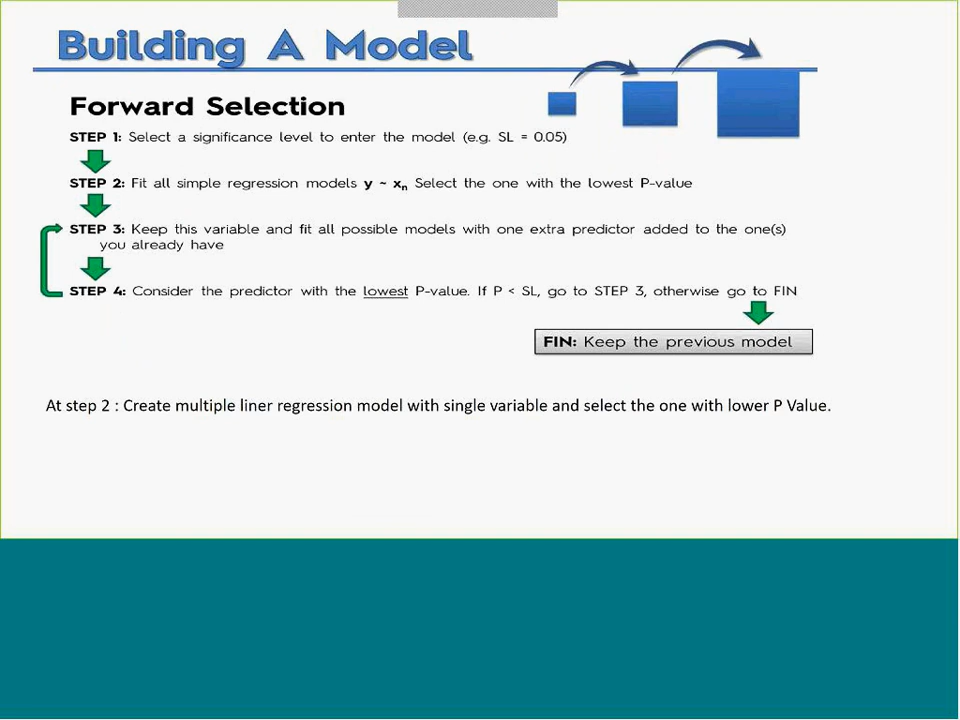 Building A Model
Forward Selection
STEP 1: Select a significance level to enter the model (e.g. SL = 0.05)
STEP 2: Fit all simple regression models y ~ xn Select the one with the lowest P-value
STEP 3: Keep this variable and fit all possible models with one extra predictor added to the one(s)
you already have
STEP 4: Consider the predictor with the lowest P-value. If P < SL, go to STEP 3, otherwise go to FIN
FIN: Keep the previous model
At step 2 : Create multiple liner regression model with single variable and select the one with lower P Value.